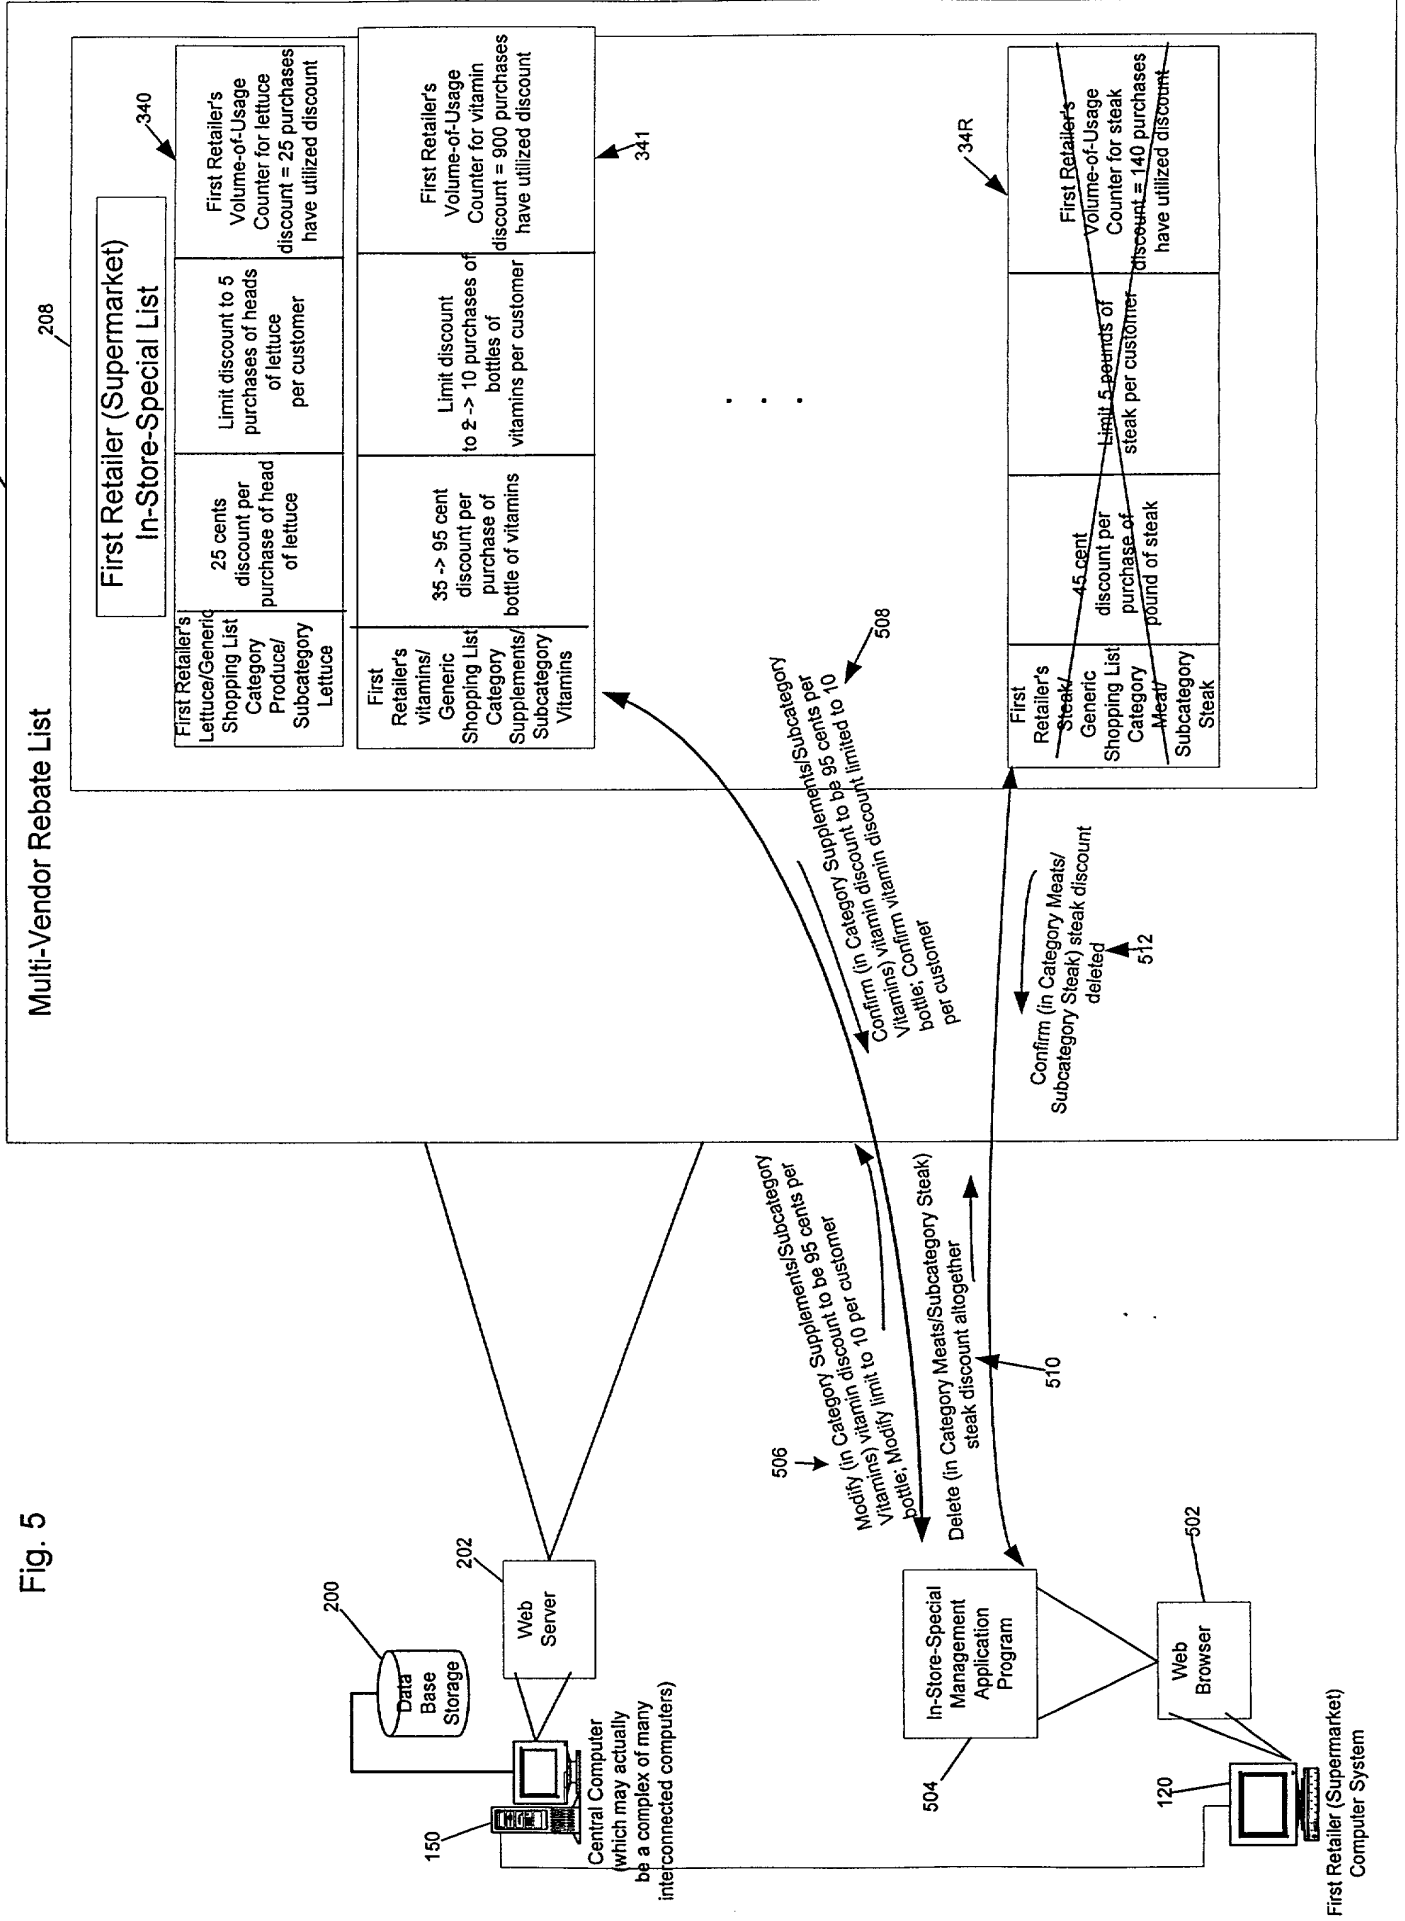 Fig. 5
Multi-Vendor Rebate List
208
First Retailer (Supermarket)
In-Store-Special List
340
First Retailer's
Lettuce/Generic
Shopping List
Category
Produce/
Subcategory
Lettuce
25 cents
discount per
purchase of head
of lettuce
Limit discount to 5
purchases of heads
of lettuce
per customer
First Retailer's
Volume-of-Usage
Counter for lettuce
discount = 25 purchases
have utilized discount
First
Retailer's
vitamins/
Generic
Shopping List
Category
Supplements/
Subcategory
Vitamins
35 -> 95 cent
discount per
purchase of
bottle of vitamins
Limit discount
to 2 -> 10 purchases of
bottles of
vitamins per customer
First Retailer's
Volume-of-Usage
Counter for vitamin
discount = 900 purchases
have utilized discount
341
. . .
34R
First
Retailer's
Steak/
Generic
Shopping List
Category
Meat/
Subcategory
Steak
45 cent
discount per
purchase of
pound of steak
Limit 5 pounds of
steak per customer
First Retailer's
Volume-of-Usage
Counter for steak
discount = 140 purchases
have utilized discount
200
Data
Base
Storage
202
Web
Server
150
Central Computer
(which may actually
be a complex of many
interconnected computers)
506
Modify (in Category Supplements/Subcategory
Vitamins) vitamin discount to be 95 cents per
bottle; Modify limit to 10 per customer
508
Confirm (in Category Supplements/Subcategory
Vitamins) vitamin discount to be 95 cents per
bottle; Confirm vitamin discount limited to 10
per customer
Delete (in Category Meats/Subcategory Steak)
steak discount altogether
510
Confirm (in Category Meats/
Subcategory Steak) steak discount
deleted
512
In-Store-Special
Management
Application
Program
504
Web
Browser
502
120
First Retailer (Supermarket)
Computer System